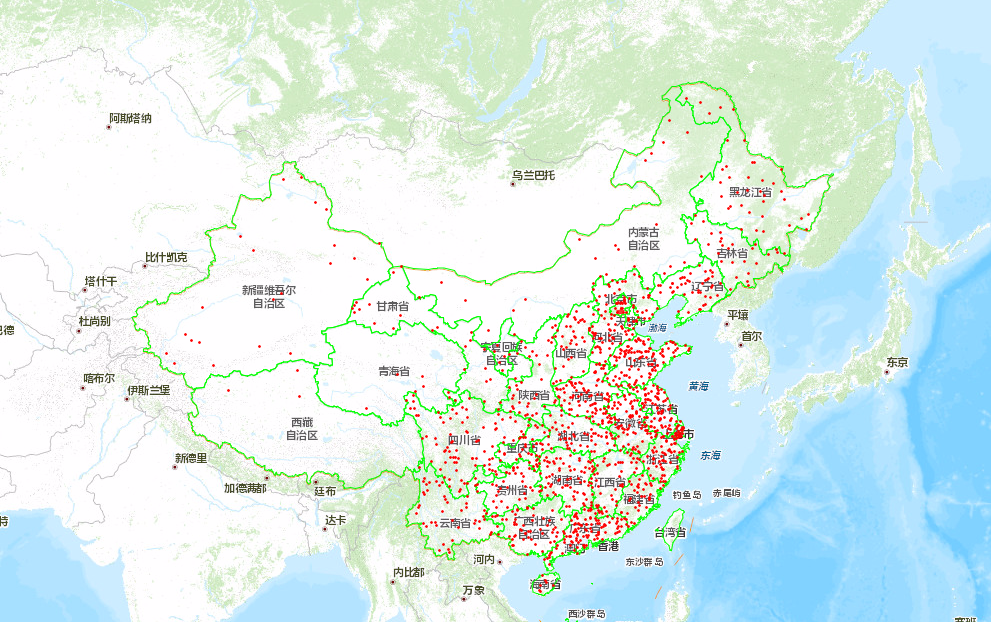 阿斯塔纳
乌兰巴托
黑龙江省
内蒙古
自治区
吉林省
比什凯克
塔什干
新疆维吾尔
自治区
辽宁省
甘肃省
北京市
杜尚别
天津市
平壤
渤海
河北省
首尔
宁夏回族
自治区
山西省
山东省
东京
青海省
喀布尔
伊斯兰堡
黄海
陕西省
河南省
江苏省
西藏
自治区
安徽省
四川省
湖北省
重庆市
东海
新德里
浙江省
加德满都
廷布
贵州省
湖南省
江西省
钓鱼岛
赤尾屿
福建省
达卡
云南省
广西壮族
自治区
广东省
台湾省
香港
河内
东沙群岛
内比都
海南省
万象
西沙群岛